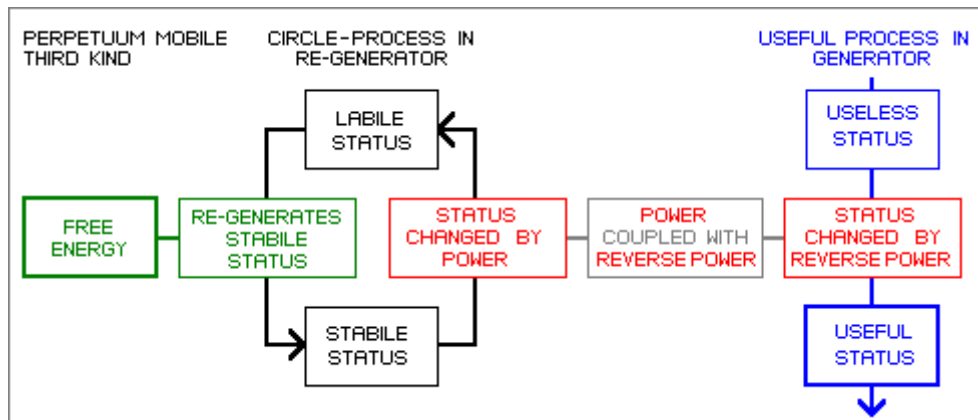 PERPETUUM MOBILE
THIRD KIND
CIRCLE-PROCESS IN
RE-GENERATOR
USEFUL PROCESS IN
GENERATOR
LABILE
STATUS
USELESS
STATUS
FREE
ENERGY
RE-GENERATES
STABILE
STATUS
STATUS
CHANGED BY
POWER
POWER
COUPLED WITH
REVERSE POWER
STATUS
CHANGED BY
REVERSE POWER
STABILE
STATUS
USEFUL
STATUS